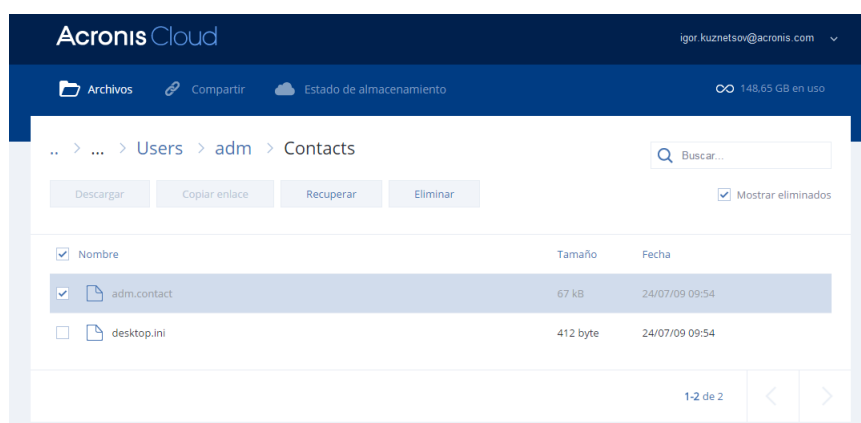 Acronis Cloud
igor.kuznetsov@acronis.com
Archivos Compartir Estado de almacenamiento 148,65 GB en uso
.. > ... > Users > adm > Contacts
Buscar...
Descargar Copiar enlace Recuperar Eliminar
Mostrar eliminados
Nombre Tamaño Fecha
adm.contact 67 kB 24/07/09 09:54
desktop.ini 412 byte 24/07/09 09:54
1-2 de 2